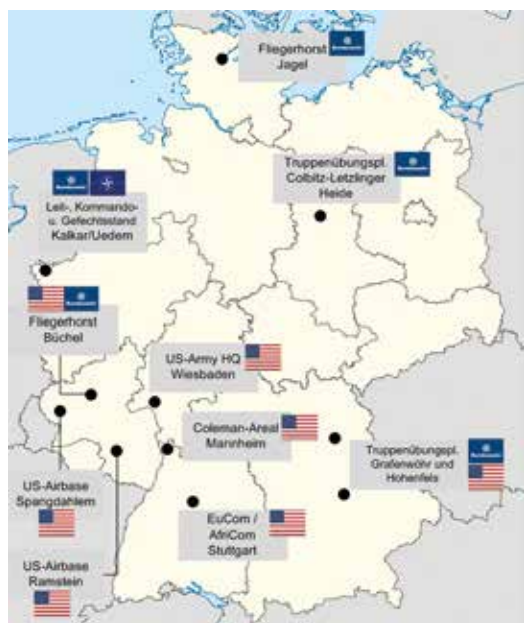 Fliegerhorst
Jagel
Truppenübungspl.
Colbitz-Letzlinger
Heide
Leit-, Kommando-
u. Gefechtsstand
Kalkar/Uedem
Fliegerhorst
Büchel
US-Army HQ
Wiesbaden
Coleman-Areal
Mannheim
Truppenübungspl.
Grafenwöhr und
Hohenfels
US-Airbase
Spangdahlem
EuCom /
AfriCom
Stuttgart
US-Airbase
Ramstein